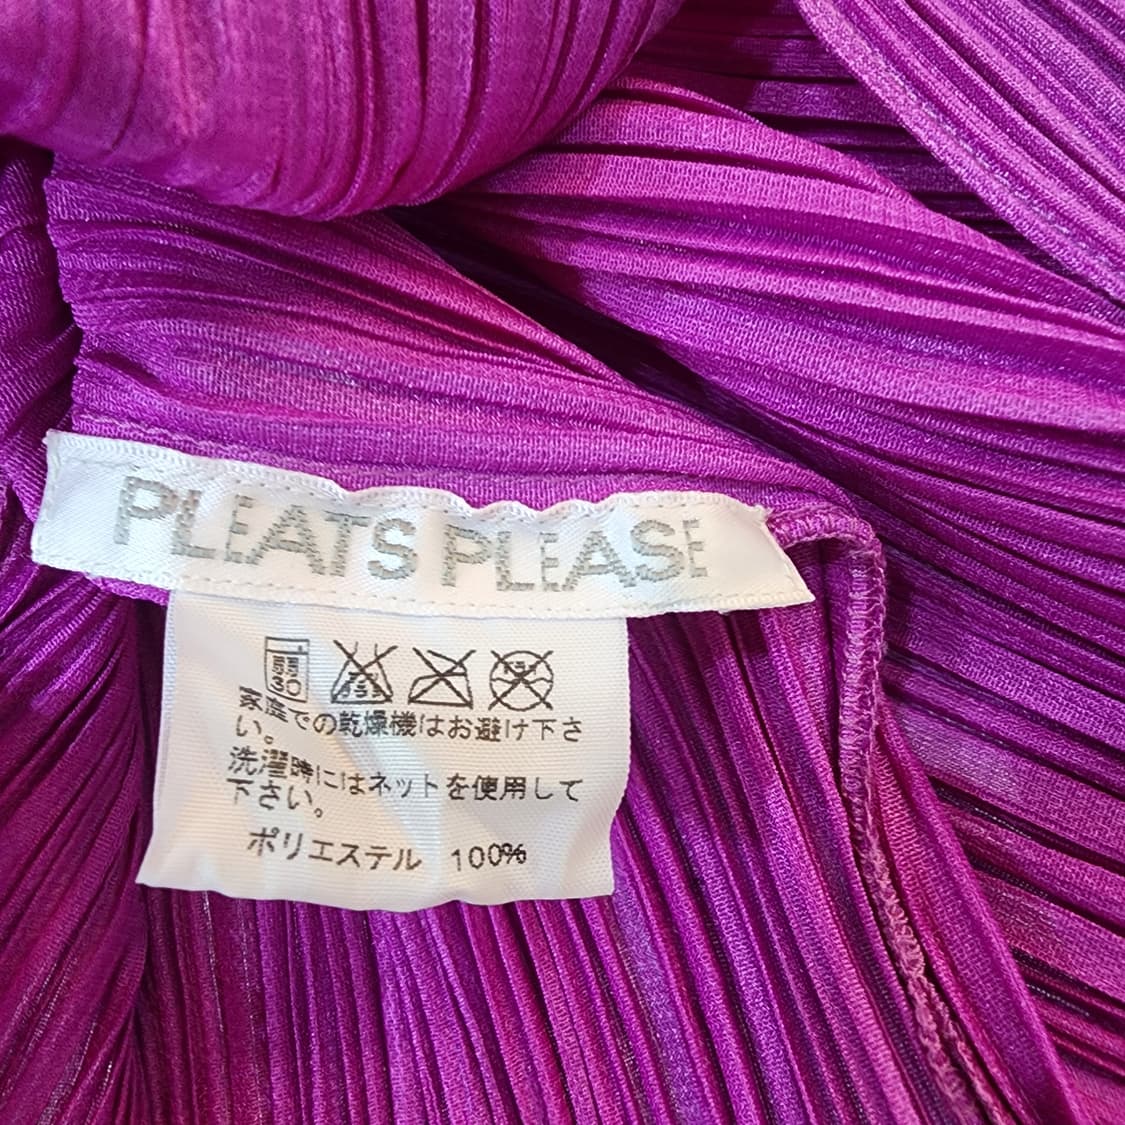 PLEATS PLEASE
30
家庭での乾燥機はお避け下さ
い。
洗濯時にはネットを使用して
下さい。
ポリエステル 100%